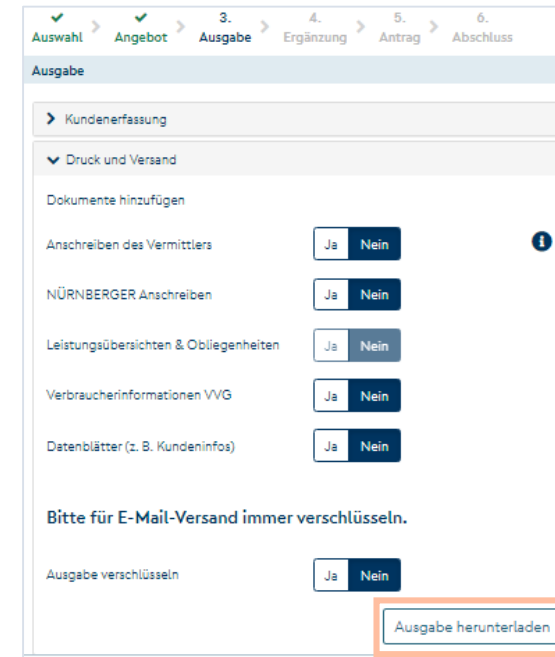 3. 4. 5. 6.
Auswahl Angebot Ausgabe Ergänzung Antrag Abschluss
Ausgabe
Kundenerfassung
Druck und Versand
Dokumente hinzufügen
Anschreiben des Vermittlers Ja Nein
NÜRNBERGER Anschreiben Ja Nein
Leistungsübersichten & Obliegenheiten Ja Nein
Verbraucherinformationen VVG Ja Nein
Datenblätter (z. B. Kundeninfos) Ja Nein
Bitte für E-Mail-Versand immer verschlüsseln.
Ausgabe verschlüsseln Ja Nein
Ausgabe herunterladen